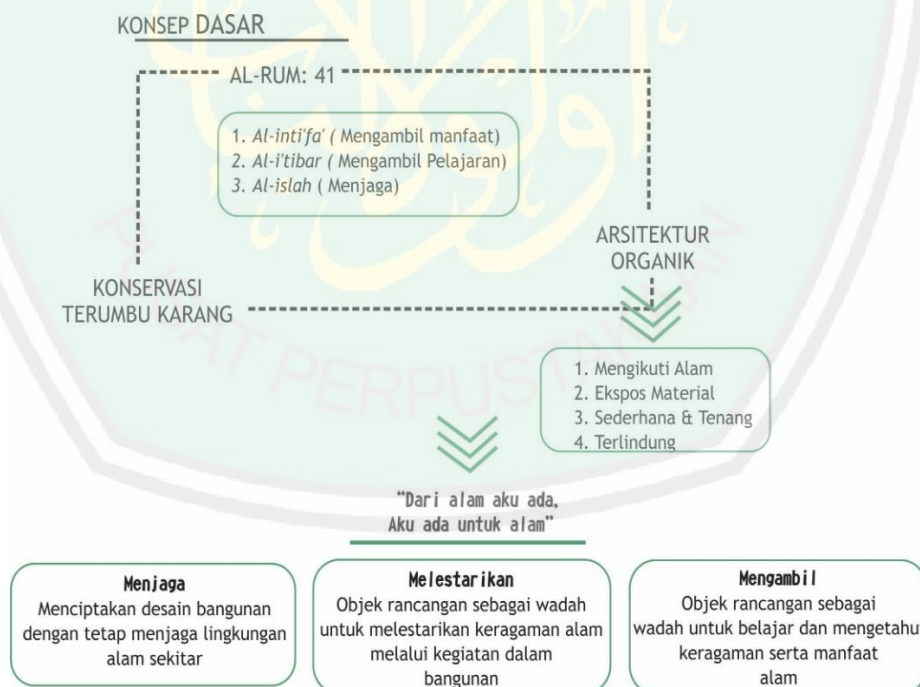 KONSEP DASAR
AL-RUM: 41
1. Al-inti'fa' ( Mengambil manfaat)
2. Al-i'tibar ( Mengambil Pelajaran)
3. Al-islah ( Menjaga)
ARSITEKTUR
ORGANIK
KONSERVASI
TERUMBU KARANG
1. Mengikuti Alam
2. Ekspos Material
3. Sederhana & Tenang
4. Terlindung
PUSAT PERPUSTAKAAN
“Dari alam aku ada,
Aku ada untuk alam”
Menjaga
Menciptakan desain bangunan
dengan tetap menjaga lingkungan
alam sekitar
Melestarikan
Objek rancangan sebagai wadah
untuk melestarikan keragaman alam
melalui kegiatan dalam
bangunan
Mengambil
Objek rancangan sebagai
wadah untuk belajar dan mengetahui
keragaman serta manfaat
alam